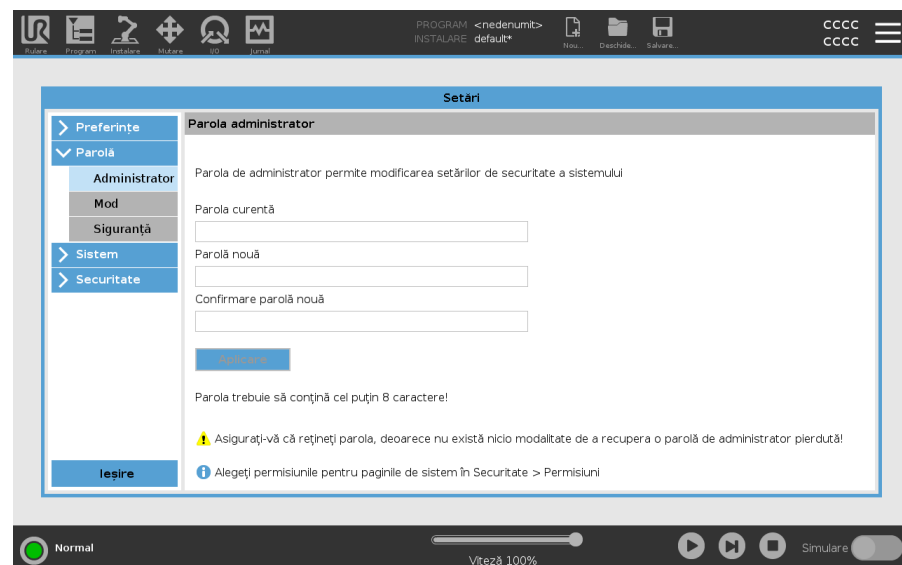 PROGRAM <nedenumit>
INSTALARE default*
CCCC
CCCC
Rulare
Program
Instalare
Mutare
I/O
Jurnal
Nou...
Deschide...
Salvare...
Setări
Preferințe
Parolă
Administrator
Mod
Siguranță
Sistem
Securitate
Ieșire
Parola administrator
Parola de administrator permite modificarea setărilor de securitate a sistemului
Parola curentă
Parolă nouă
Confirmare parolă nouă
Aplicare
Parola trebuie să conțină cel puțin 8 caractere!
Asigurați-vă că rețineți parola, deoarece nu există nicio modalitate de a recupera o parolă de administrator pierdută!
Alegeți permisiunile pentru paginile de sistem în Securitate > Permisiuni
Normal
Viteză 100%
Simulare